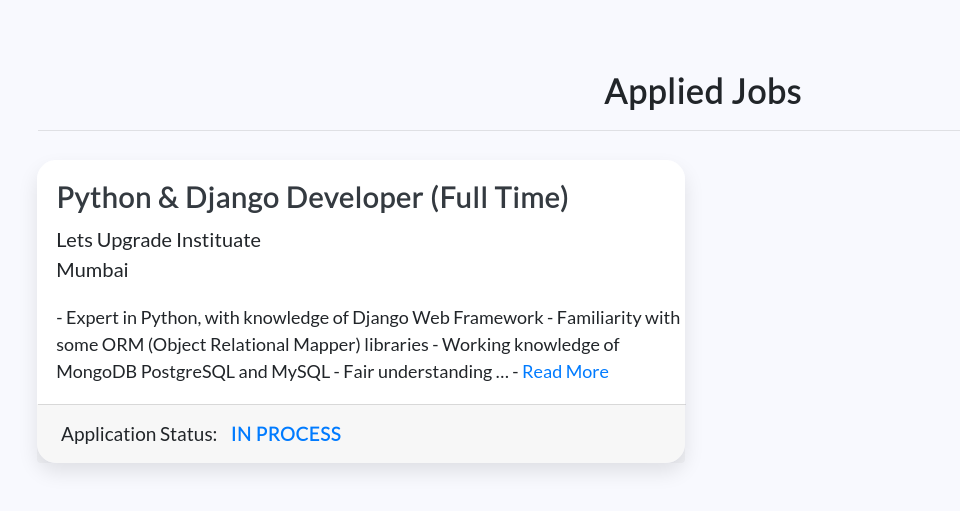 Applied Jobs
Python & Django Developer (Full Time)
Lets Upgrade Instituate
Mumbai
- Expert in Python, with knowledge of Django Web Framework - Familiarity with
some ORM (Object Relational Mapper) libraries - Working knowledge of
MongoDB PostgreSQL and MySQL - Fair understanding ... - Read More
Application Status: IN PROCESS